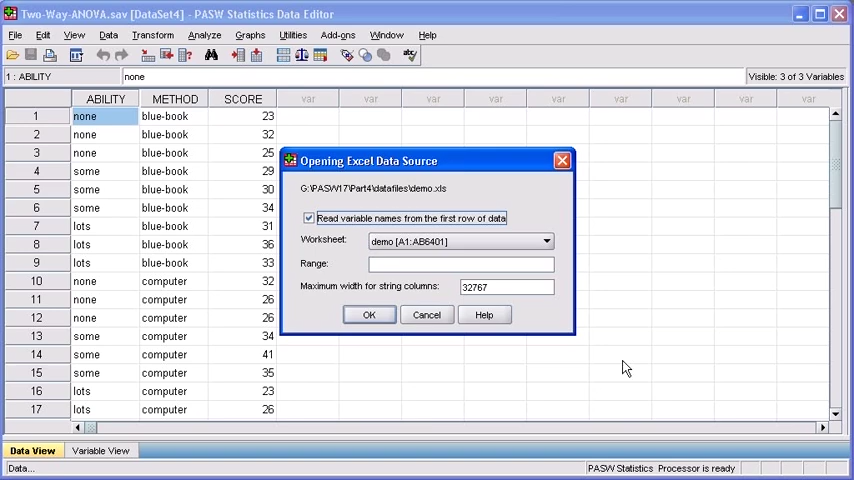 Two-Way-ANOVA.sav [DataSet4] - PASW Statistics Data Editor
File Edit View Data Transform Analyze Graphs Utilities Add-ons Window Help
1 : ABILITY none Visible: 3 of 3 Variables
ABILITY METHOD SCORE var var var var var var var var var
1 none blue-book 23
2 none blue-book 32
3 none blue-book 25
4 some blue-book 29
5 some blue-book 30
6 some blue-book 34
7 lots blue-book 31
8 lots blue-book 36
9 lots blue-book 33
10 none computer 32
11 none computer 26
12 none computer 26
13 some computer 34
14 some computer 41
15 some computer 35
16 lots computer 23
17 lots computer 26
Opening Excel Data Source
G:\PASW17\Part4\datafiles\demo.xls
Read variable names from the first row of data
Worksheet: demo [A1:AB6401]
Range:
Maximum width for string columns: 32767
OK Cancel Help
Data View Variable View
Data... PASW Statistics Processor is ready